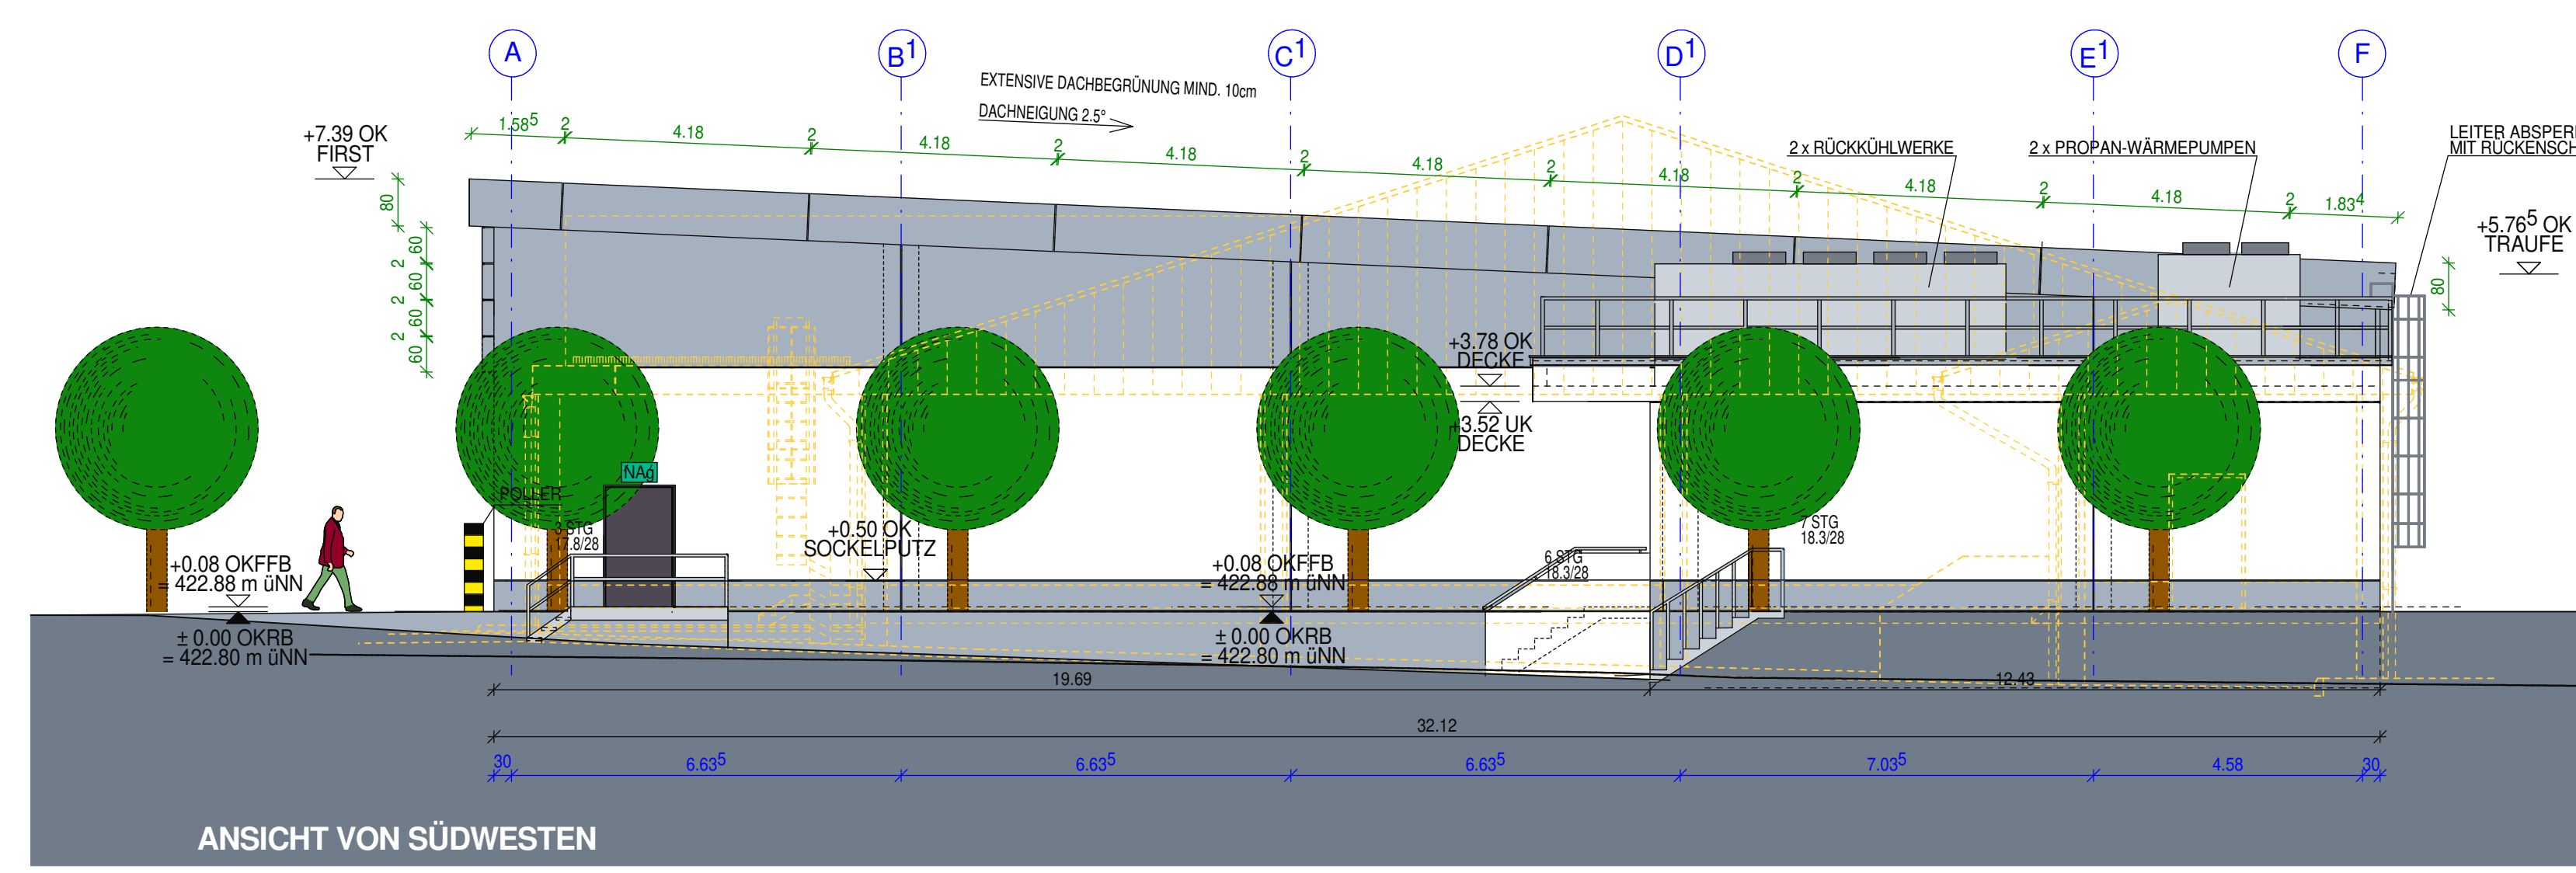 A
B1
C1
D1
E1
F
EXTENSIVE DACHBEGRÜNUNG MIND. 10cm
DACHNEIGUNG 2.5°
+7.39 OK
FIRST
1.58⁵
2
4.18
2
4.18
2
4.18
2
4.18
2
4.18
2
4.18
2
4.18
2
1.83⁴
2 x RÜCKKÜHLWERKE
2 x PROPAN-WÄRMEPUMPEN
LEITER ABSPER
MIT RÜCKENSCH
+5.76⁵ OK
TRAUFE
80
80
60
2
60
2
60
2
60
+3.78 OK
DECKE
+3.52 UK
DECKE
NAg
POLLER
3 STG
17.8/28
+0.50 OK
SOCKELPUTZ
7 STG
18.3/28
6 STG
18.3/28
+0.08 OKFFB
= 422.88 m üNN
± 0.00 OKRB
= 422.80 m üNN
+0.08 OKFFB
= 422.88 m üNN
± 0.00 OKRB
= 422.80 m üNN
19.69
12.43
32.12
30
6.63⁵
6.63⁵
6.63⁵
7.03⁵
4.58
30
ANSICHT VON SÜDWESTEN